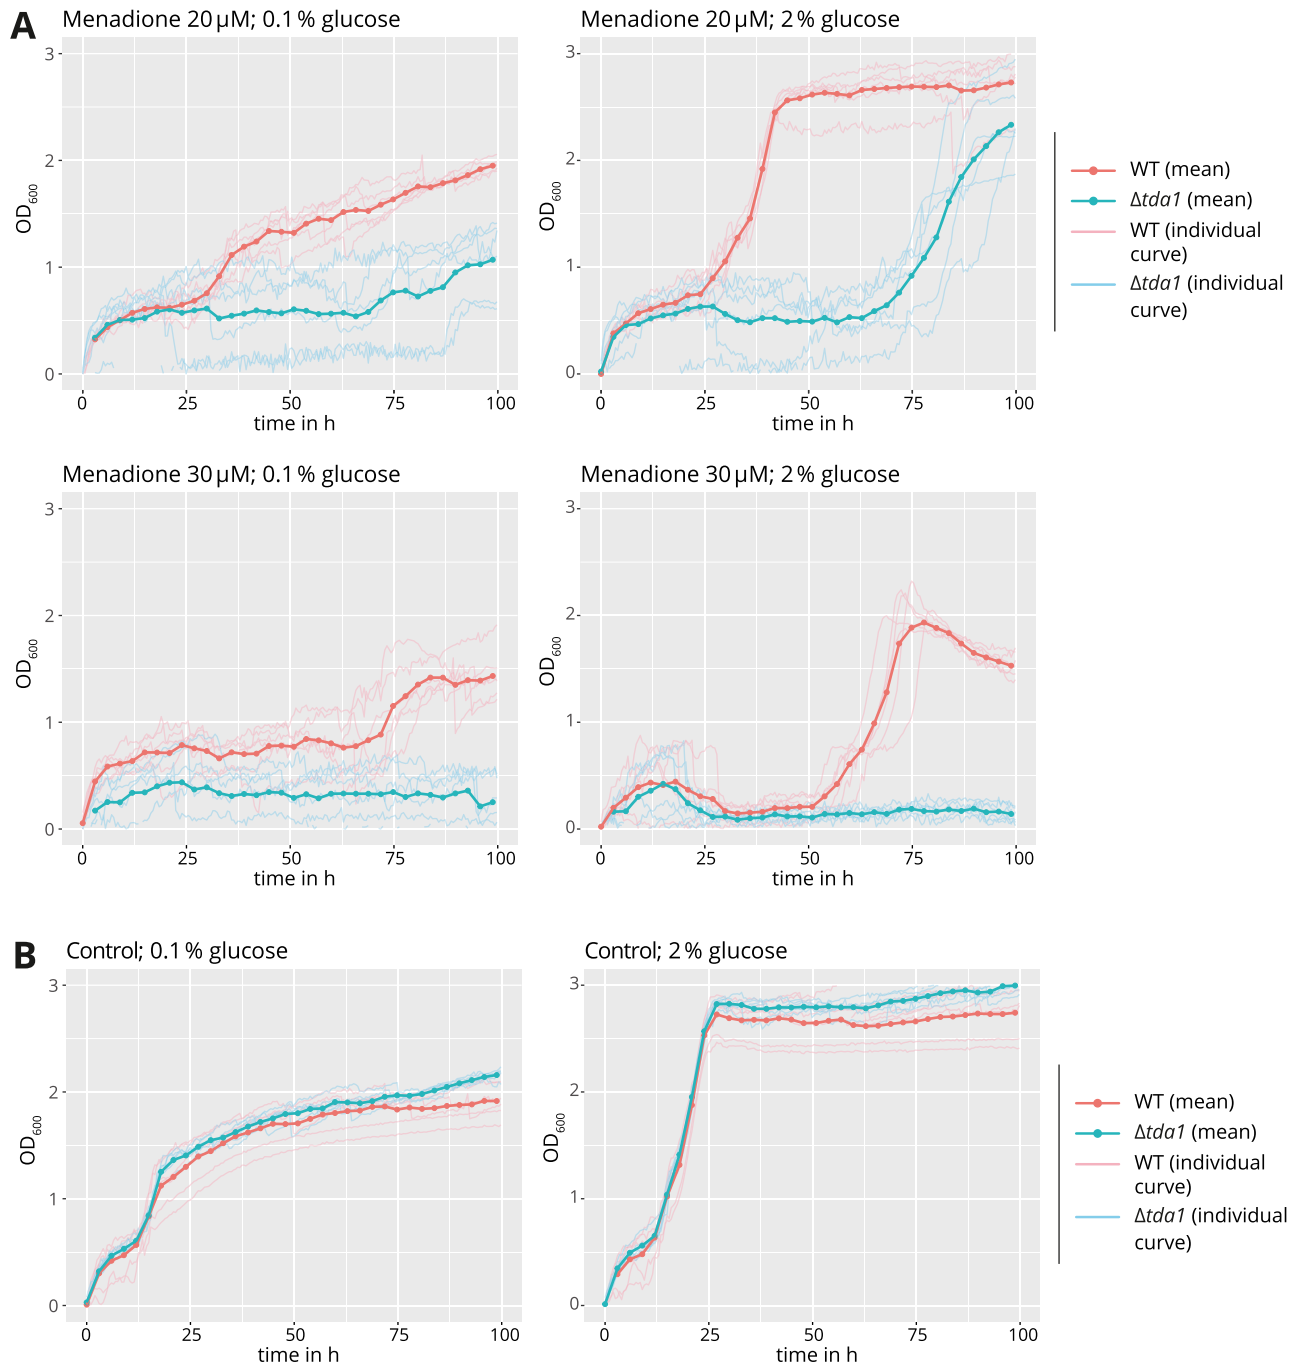 A
Menadione 20 µM; 0.1 % glucose
3
2
1
0
OD600
0 25 50 75 100
time in h
Menadione 20 µM; 2 % glucose
3
2
1
0
OD600
0 25 50 75 100
time in h
WT (mean)
Δtda1 (mean)
WT (individual
curve)
Δtda1 (individual
curve)
Menadione 30 µM; 0.1 % glucose
3
2
1
0
OD600
0 25 50 75 100
time in h
Menadione 30 µM; 2 % glucose
3
2
1
0
OD600
0 25 50 75 100
time in h
B
Control; 0.1 % glucose
3
2
1
0
OD600
0 25 50 75 100
time in h
Control; 2 % glucose
3
2
1
0
OD600
0 25 50 75 100
time in h
WT (mean)
Δtda1 (mean)
WT (individual
curve)
Δtda1 (individual
curve)